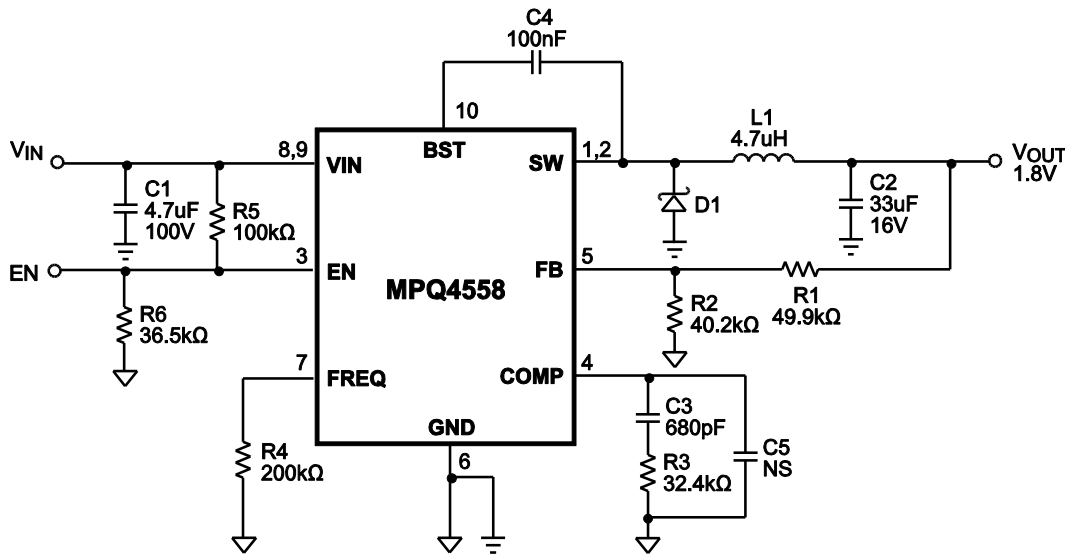 C4
100nF
10
L1
4.7uH
VIN
8,9
VIN
BST
SW
1,2
VOUT
1.8V
C1
4.7uF
100V
R5
100kΩ
D1
C2
33uF
16V
EN
3
EN
FB
5
MPQ4558
R6
36.5kΩ
R2
40.2kΩ
R1
49.9kΩ
7
FREQ
COMP
4
GND
6
R4
200kΩ
C3
680pF
R3
32.4kΩ
C5
NS